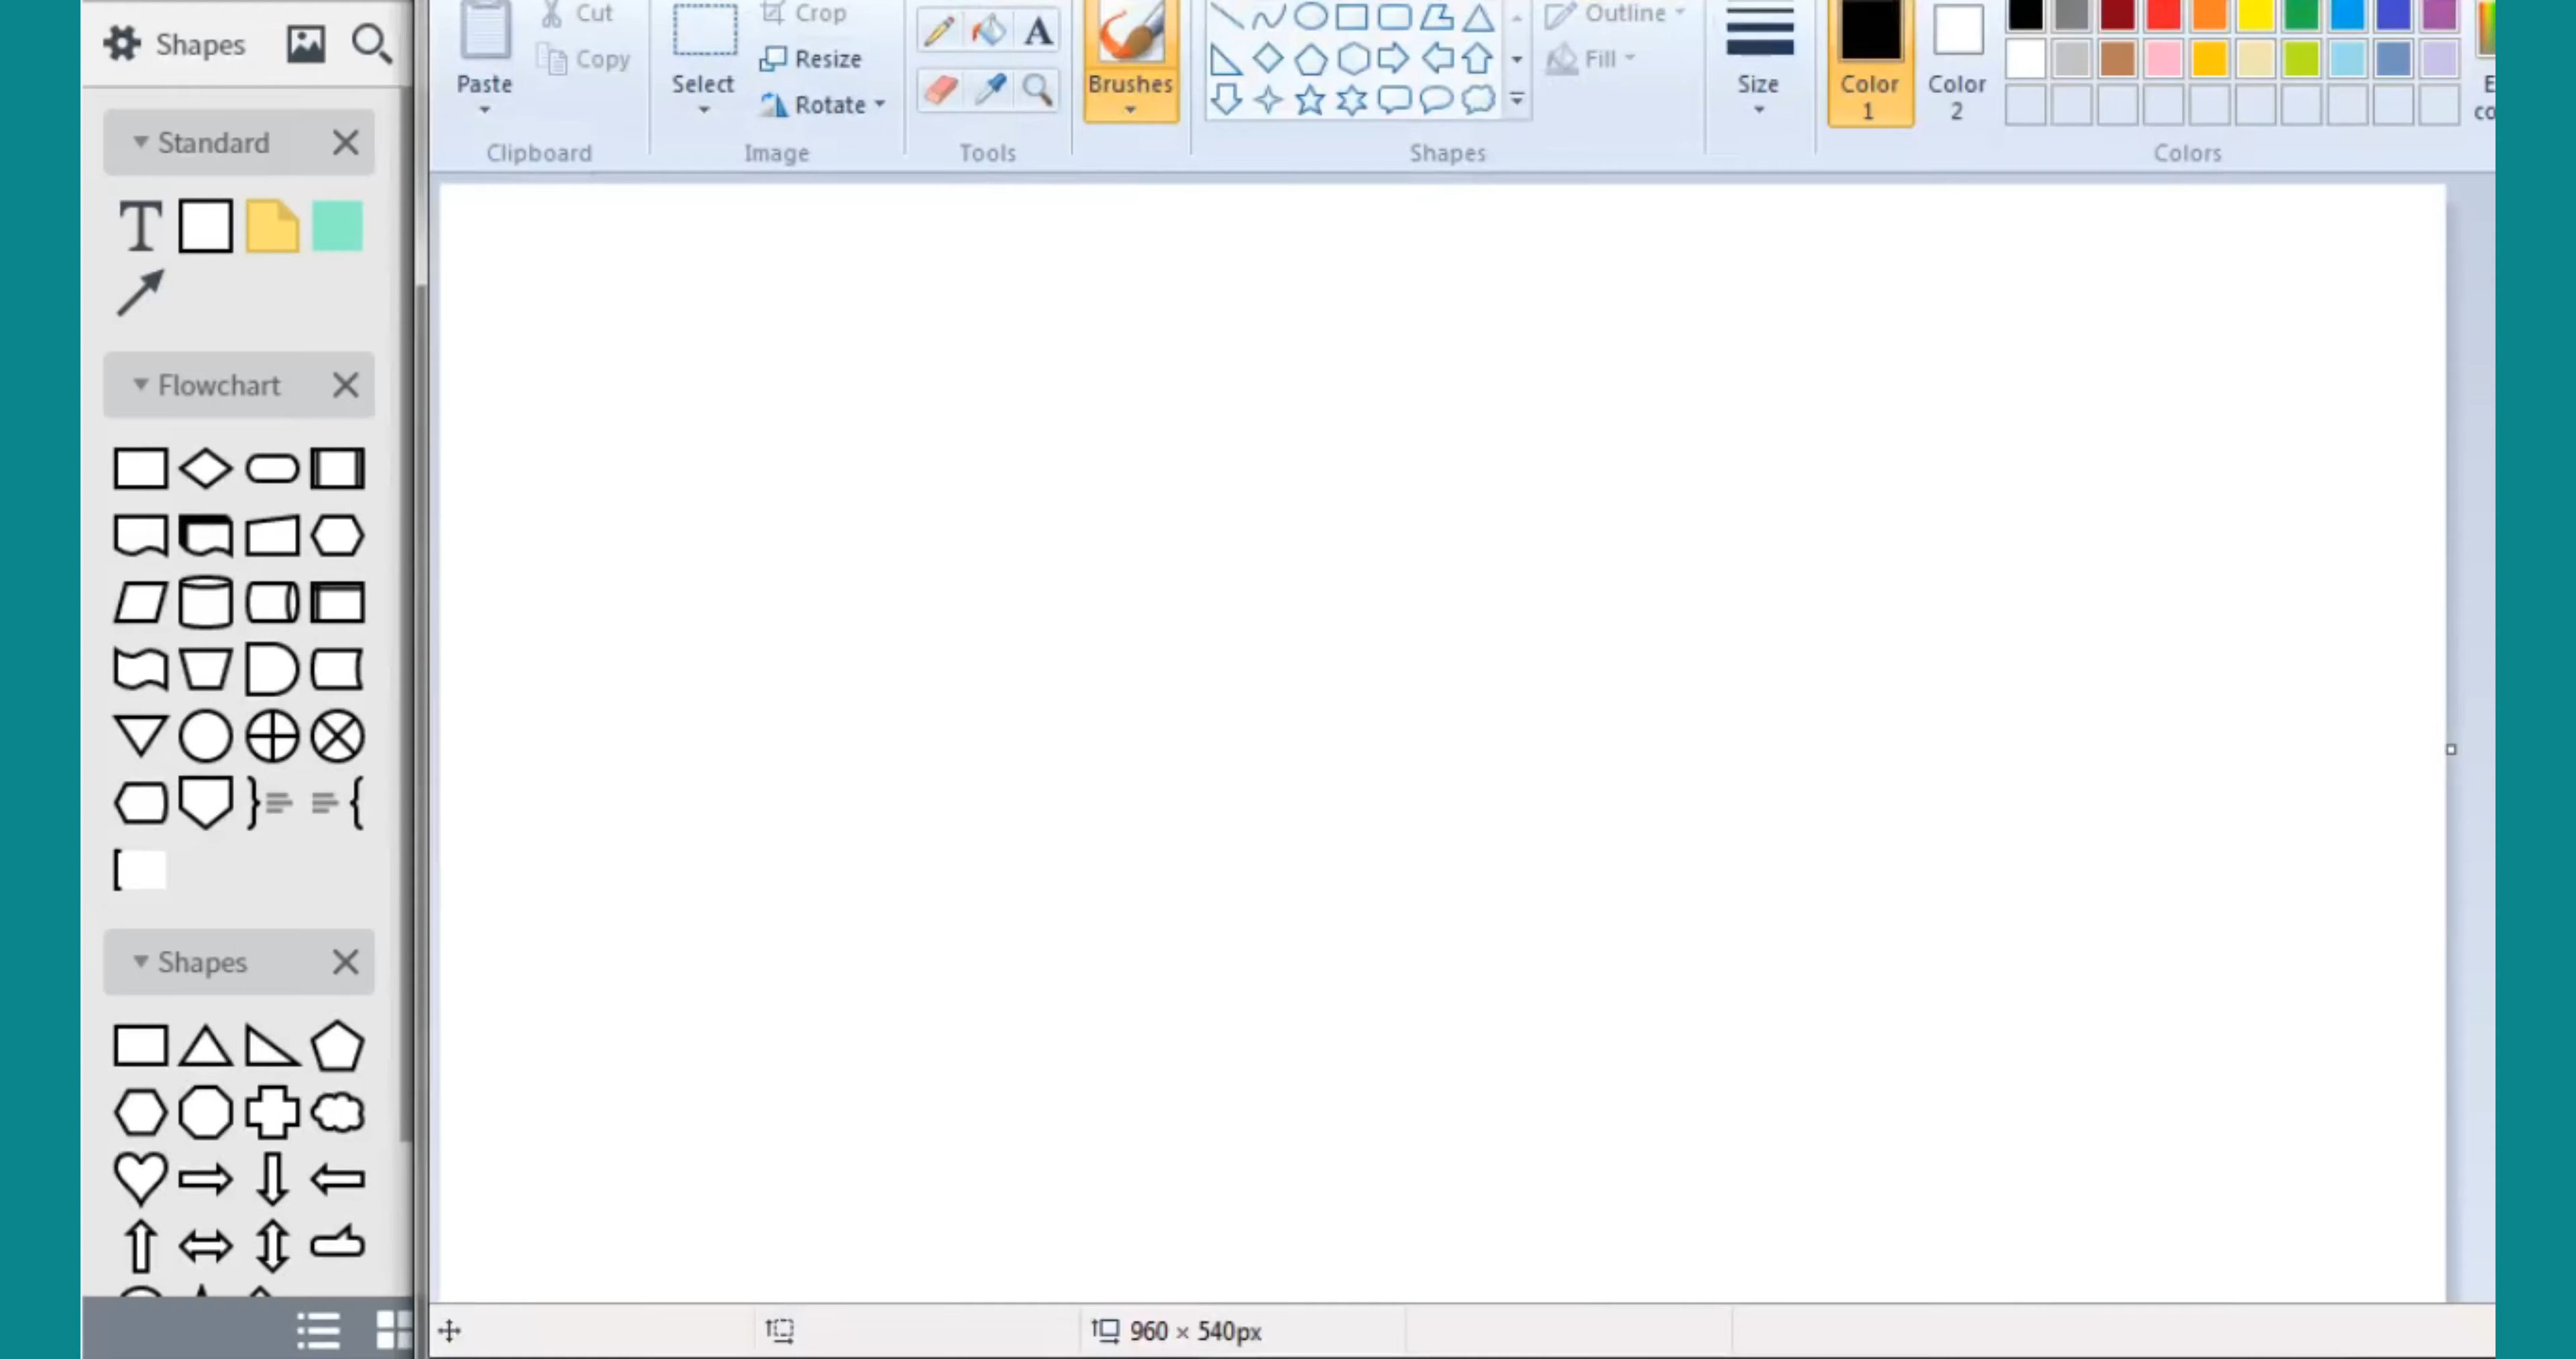 Shapes
Standard
T
Flowchart
Shapes
Paste
Cut
Copy
Clipboard
Select
Crop
Resize
Rotate
Image
A
Tools
Brushes
Shapes
Outline
Fill
Size
Color
1
Color
2
Colors
E
co
960 × 540px